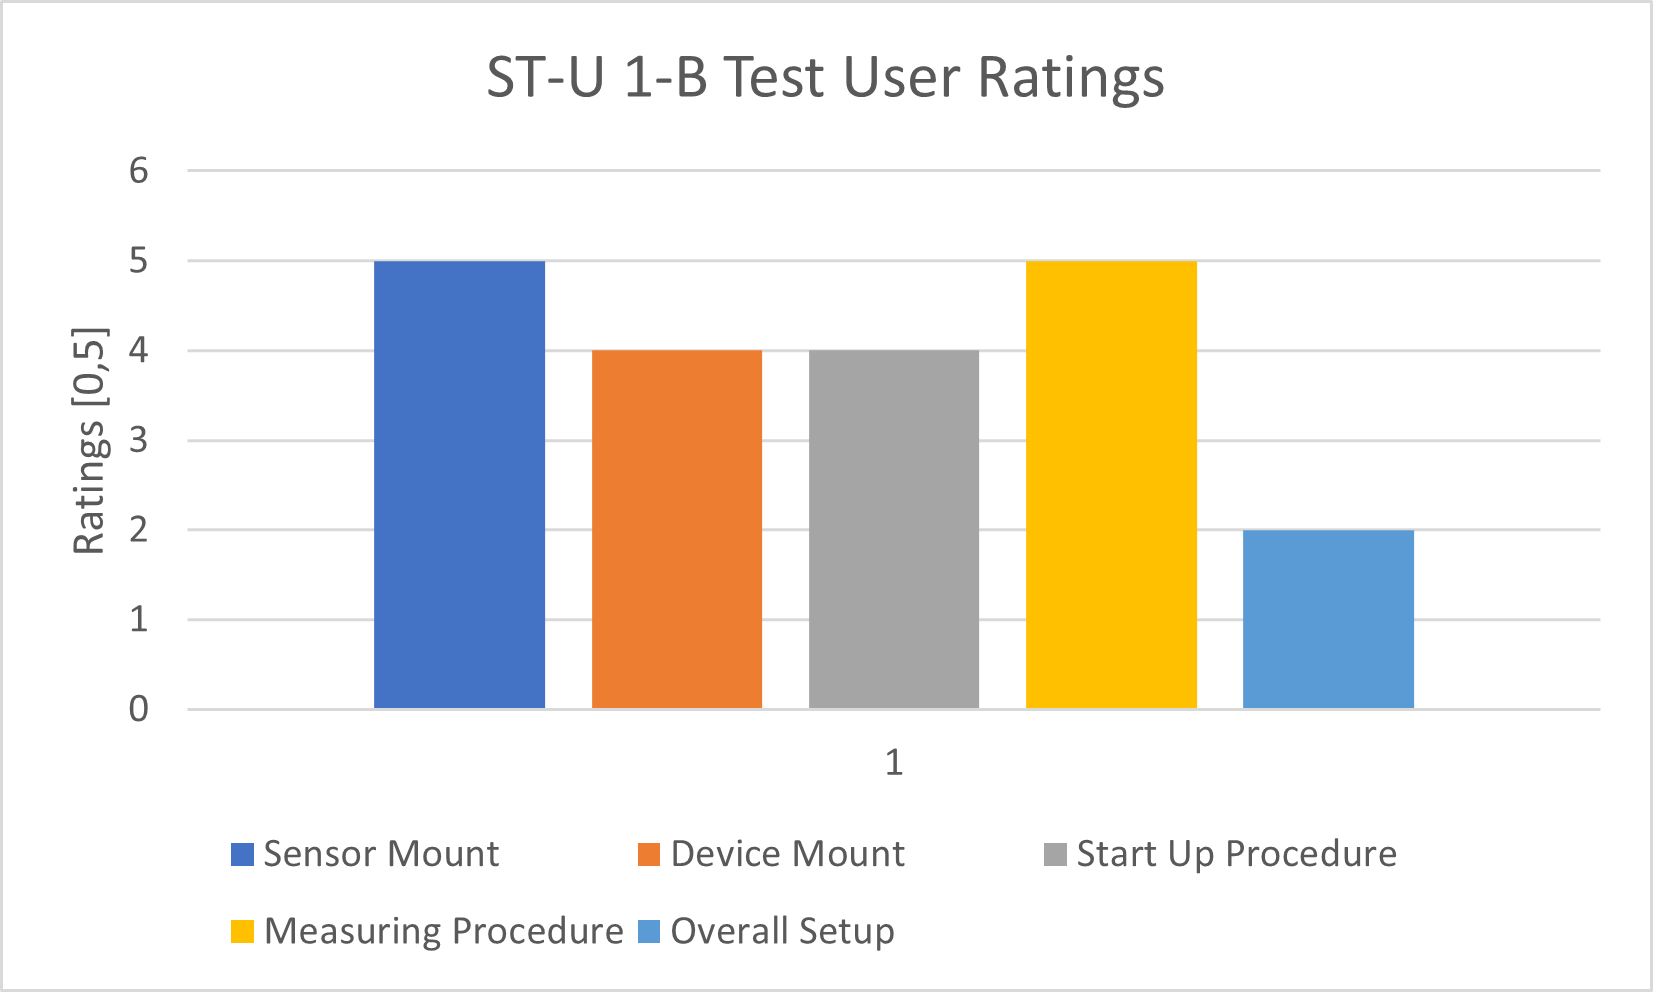 ST-U 1-B Test User Ratings
6
5
4
3
2
1
0
Ratings [0,5]
1
Sensor Mount
Device Mount
Start Up Procedure
Measuring Procedure
Overall Setup